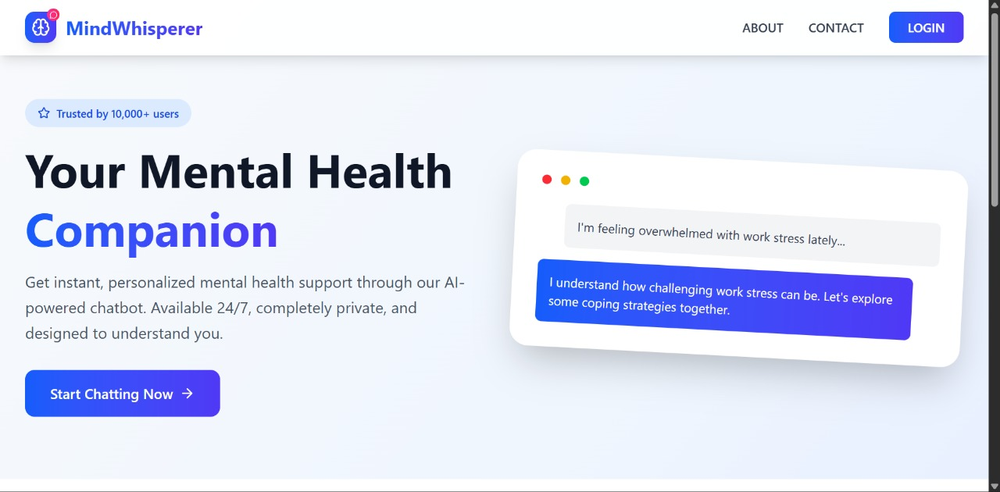 MindWhisperer
ABOUT
CONTACT
LOGIN
Trusted by 10,000+ users
Your Mental Health
Companion
Get instant, personalized mental health support through our AI-
powered chatbot. Available 24/7, completely private, and
designed to understand you.
Start Chatting Now
I'm feeling overwhelmed with work stress lately...
I understand how challenging work stress can be. Let's explore
some coping strategies together.